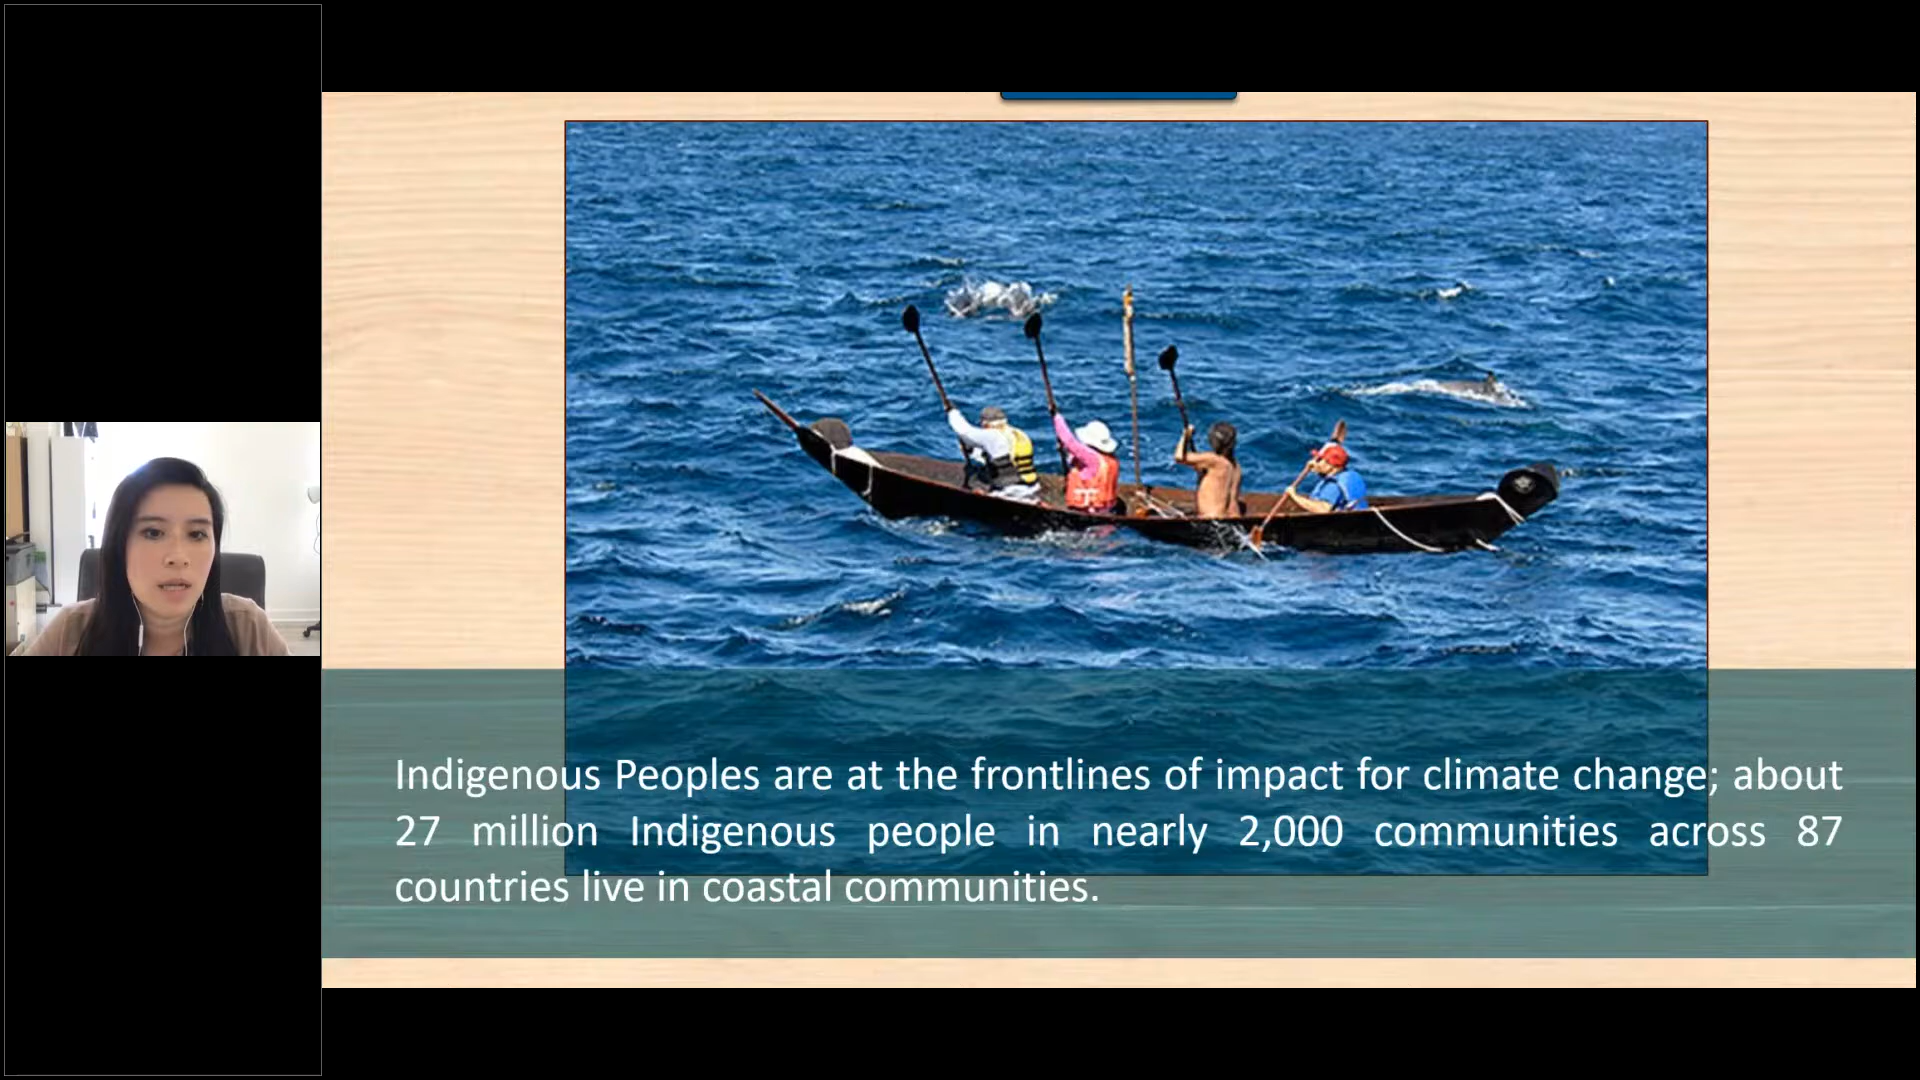 Indigenous Peoples are at the frontlines of impact for climate change; about
27 million Indigenous people in nearly 2,000 communities across 87
countries live in coastal communities.